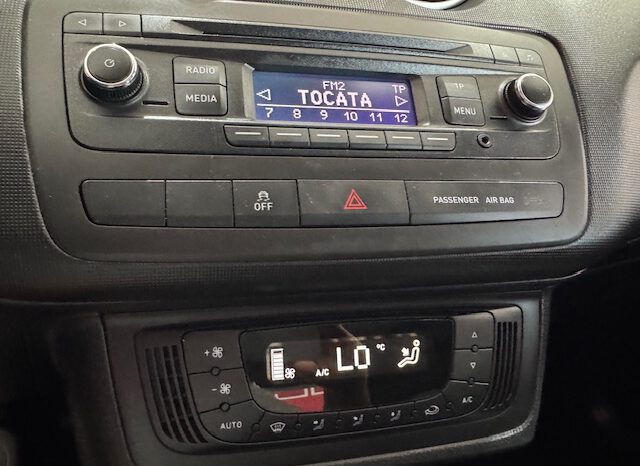 RADIO
MEDIA
FM2 TP
TOCATA
7 8 9 10 11 12
TP
MENU
OFF
PASSENGER AIR BAG
A/C LO °C
+
-
AUTO
A/C